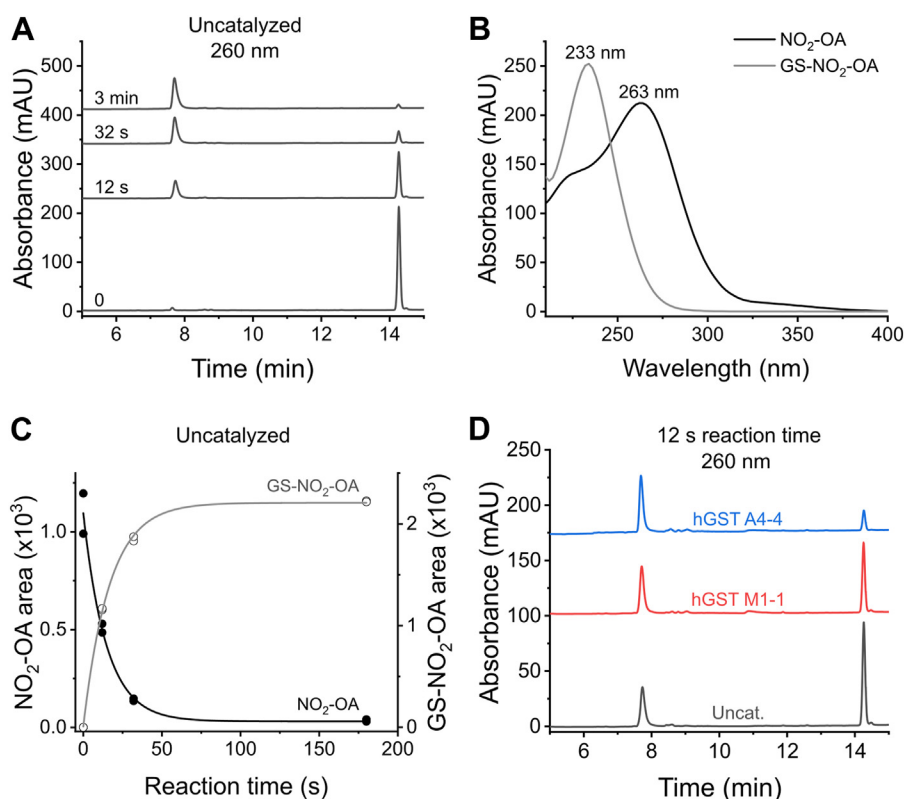 A
Uncatalyzed
260 nm
Absorbance (mAU)
500
400
300
200
100
0
3 min
32 s
12 s
0
6
8
10
12
14
Time (min)
B
NO₂-OA
GS-NO₂-OA
233 nm
263 nm
Absorbance (mAU)
250
200
150
100
50
0
250
300
350
400
Wavelength (nm)
C
Uncatalyzed
NO₂-OA area (x10³)
1.0
0.5
0.0
GS-NO₂-OA
NO₂-OA
2
1
0
GS-NO₂-OA area (x10³)
0
50
100
150
200
Reaction time (s)
D
12 s reaction time
260 nm
Absorbance (mAU)
250
200
150
100
50
0
hGST A4-4
hGST M1-1
Uncat.
6
8
10
12
14
Time (min)